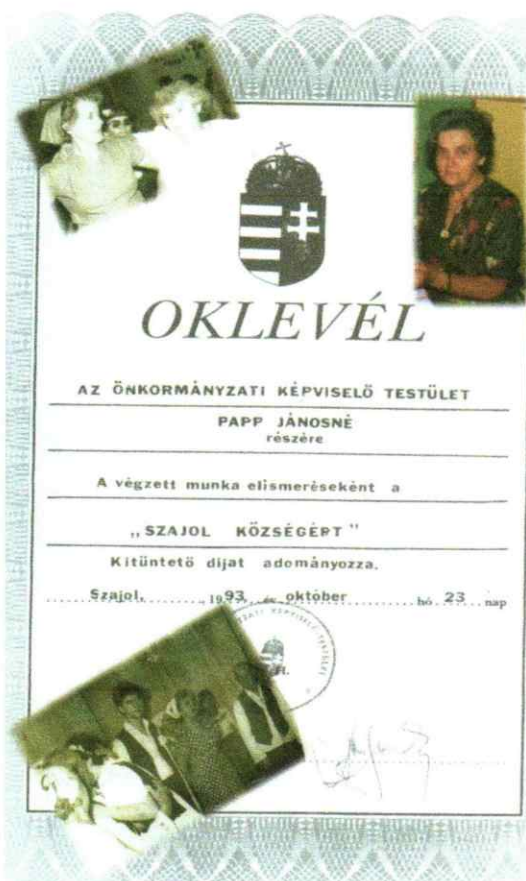 OKLEVÉL
AZ ÖNKORMÁNYZATI KÉPVISELŐ TESTÜLET
PAPP JÁNOSNÉ
részére
A végzett munka elismeréseként a
„SZAJOL KÖZSÉGÉRT"
Kitüntető díjat adományozza.
Szajol, 1993. év október hó 23 nap